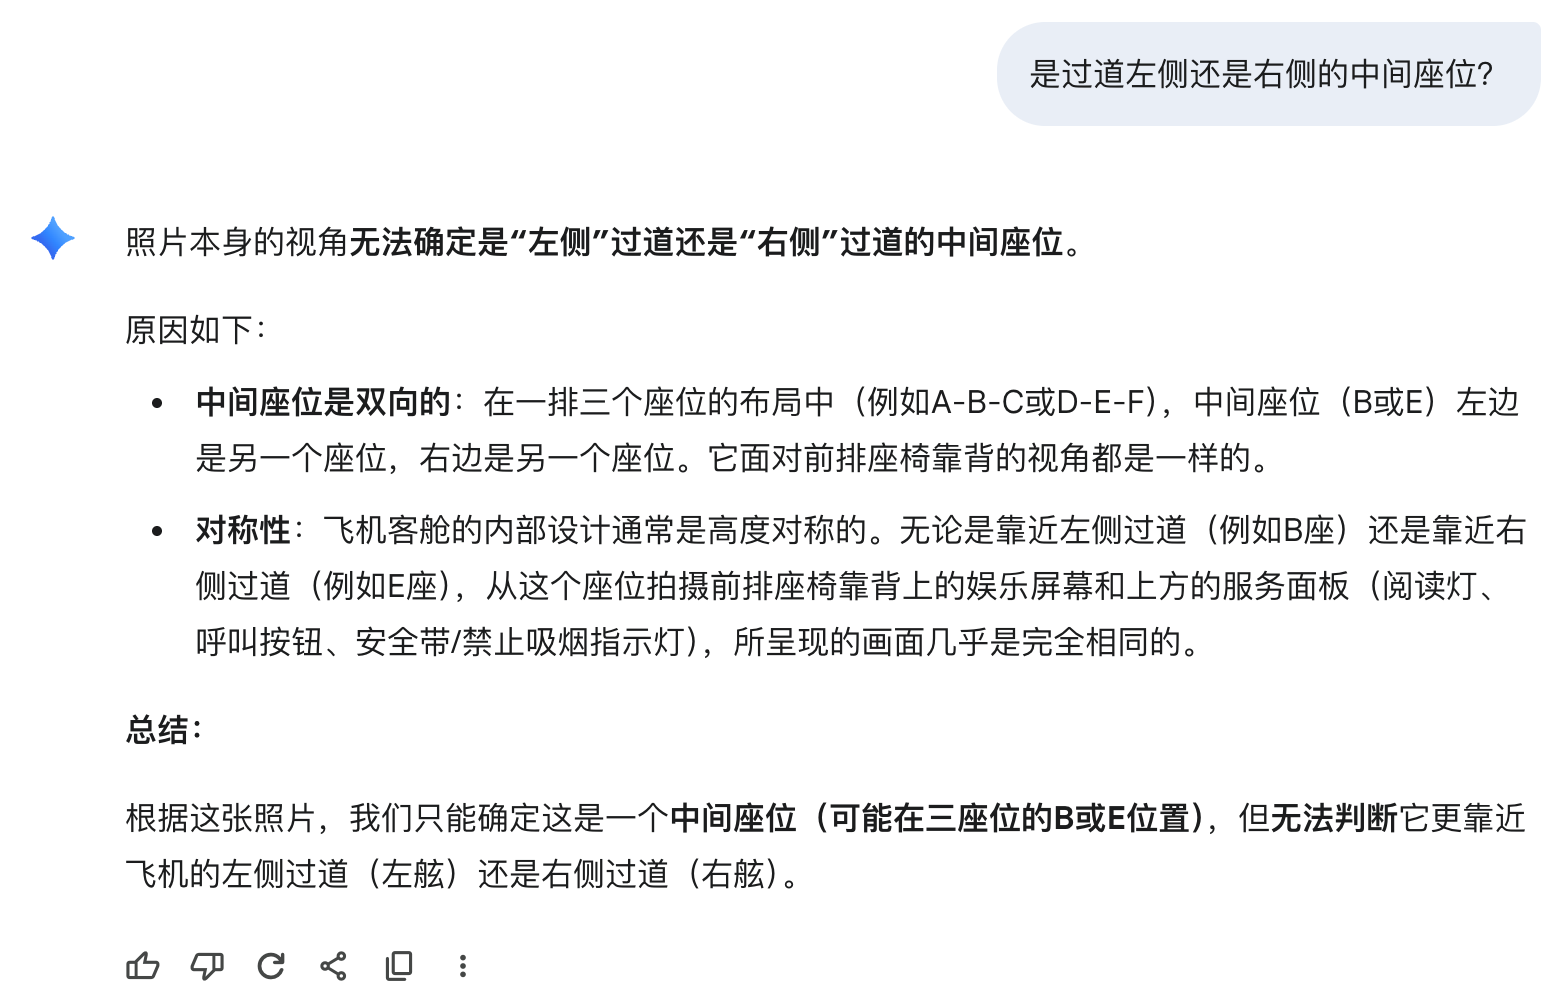 是过道左侧还是右侧的中间座位?
照片本身的视角无法确定是“左侧”过道还是“右侧”过道的中间座位。
原因如下：
• 中间座位是双向的：在一排三个座位的布局中（例如A-B-C或D-E-F），中间座位（B或E）左边
是另一个座位，右边是另一个座位。它面对前排座椅靠背的视角都是一样的。
• 对称性：飞机客舱的内部设计通常是高度对称的。无论是靠近左侧过道（例如B座）还是靠近右
侧过道（例如E座），从这个座位拍摄前排座椅靠背上的娱乐屏幕和上方的服务面板（阅读灯、
呼叫按钮、安全带/禁止吸烟指示灯），所呈现的画面几乎是完全相同的。
总结：
根据这张照片，我们只能确定这是一个中间座位（可能在三座位的B或E位置），但无法判断它更靠近
飞机的左侧过道（左舷）还是右侧过道（右舷）。